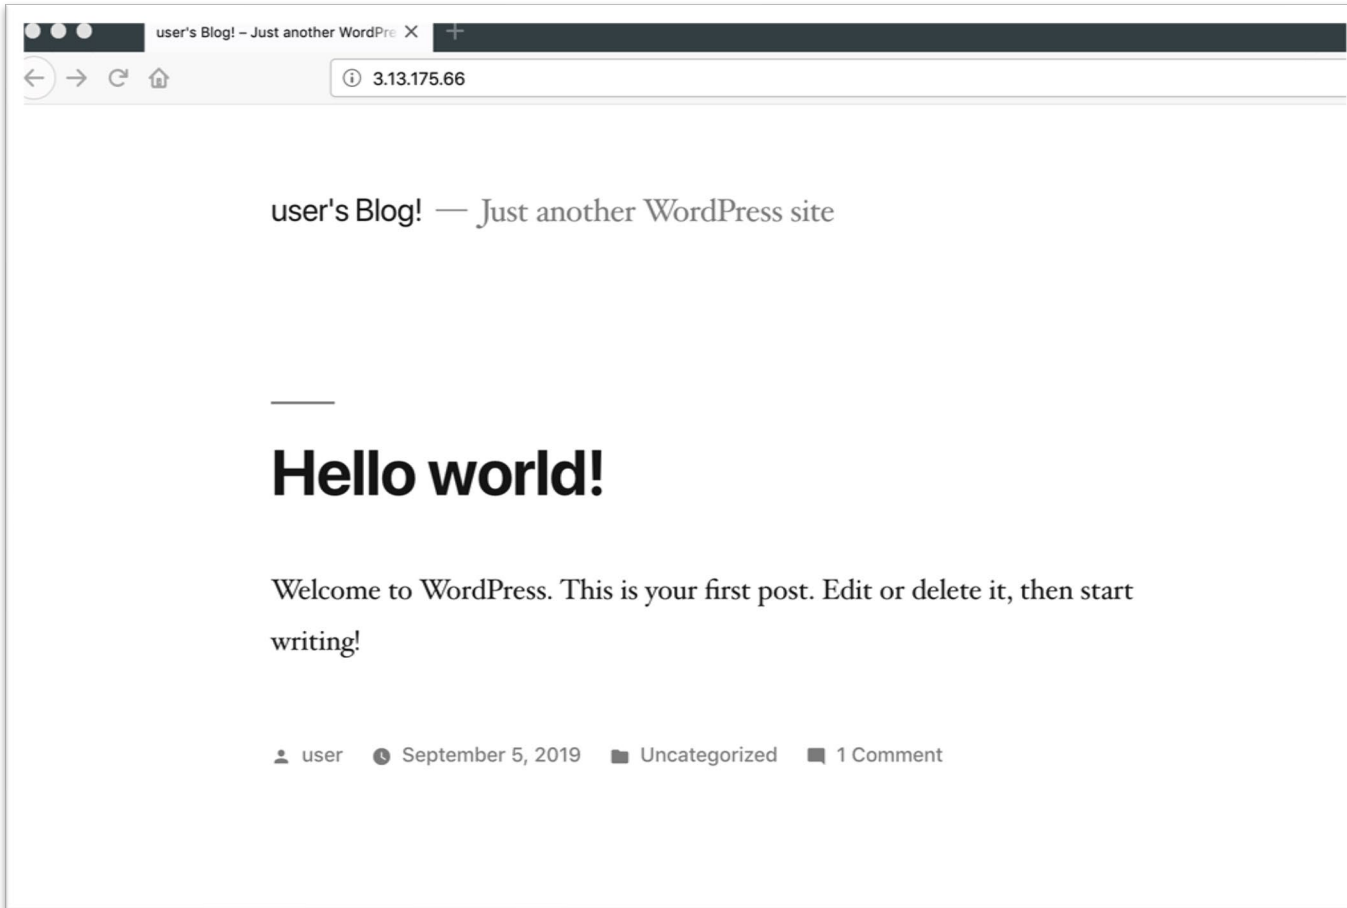 user's Blog! – Just another WordPre
3.13.175.66
user's Blog! — Just another WordPress site
Hello world!
Welcome to WordPress. This is your first post. Edit or delete it, then start
writing!
user September 5, 2019 Uncategorized 1 Comment